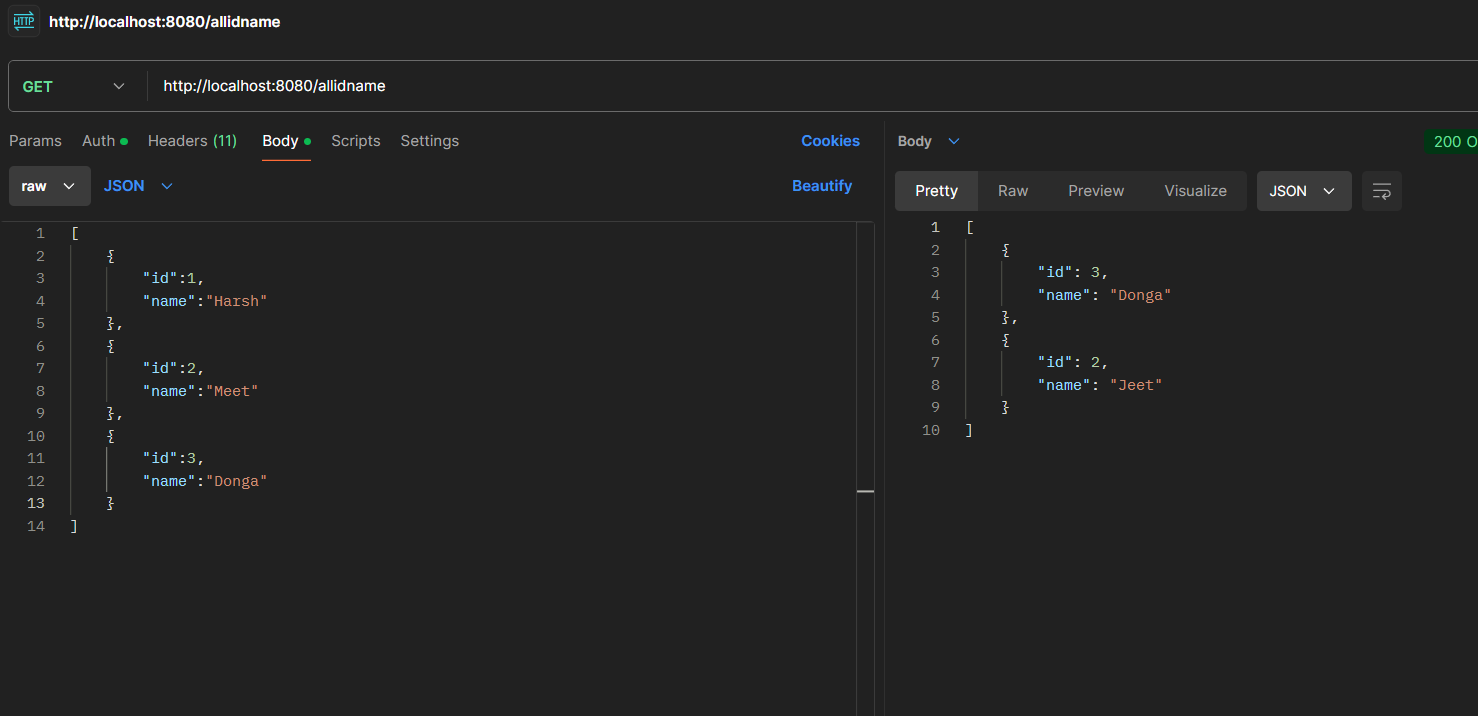 HTTP http://localhost:8080/allidname
GET http://localhost:8080/allidname
Params Auth Headers (11) Body Scripts Settings Cookies
raw JSON Beautify
1 [
2 {
3 "id":1,
4 "name":"Harsh"
5 },
6 {
7 "id":2,
8 "name":"Meet"
9 },
10 {
11 "id":3,
12 "name":"Donga"
13 }
14 ]
Body 200 O
Pretty Raw Preview Visualize JSON
1 [
2 {
3 "id": 3,
4 "name": "Donga"
5 },
6 {
7 "id": 2,
8 "name": "Jeet"
9 }
10 ]